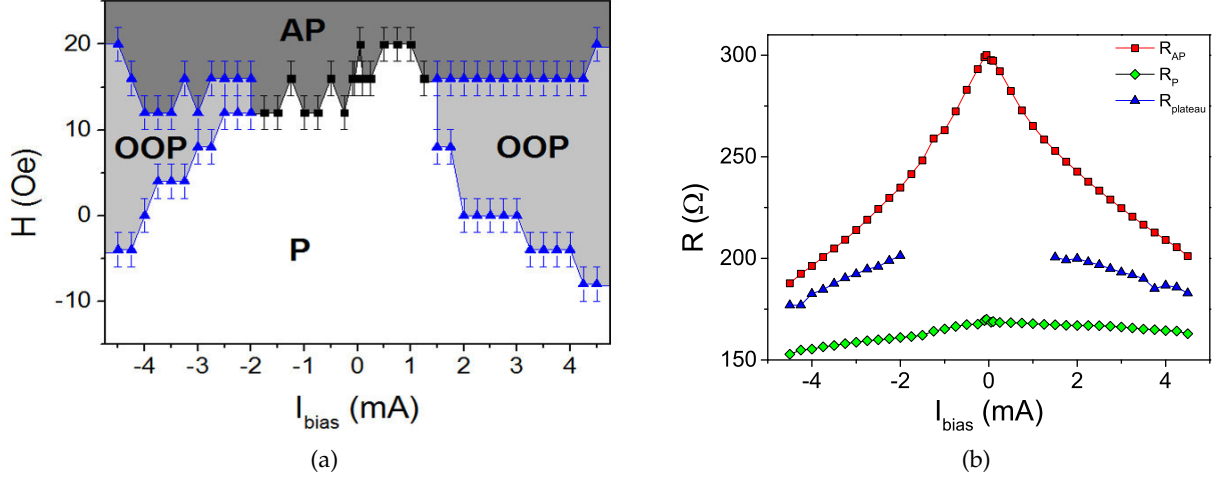 AP
OOP
OOP
P
H (Oe)
20
10
0
-10
-4
-3
-2
-1
0
1
2
3
4
I_bias (mA)
(a)
R_AP
R_P
R_plateau
R (Ω)
300
250
200
150
-4
-2
0
2
4
I_bias (mA)
(b)